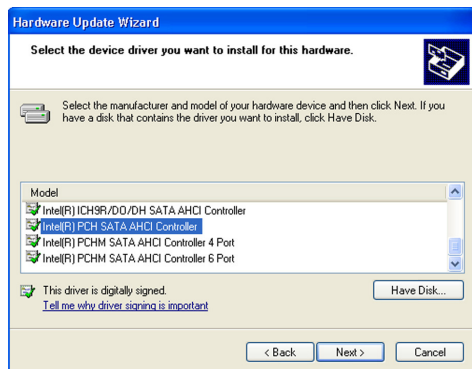 Hardware Update Wizard
Select the device driver you want to install for this hardware.
Select the manufacturer and model of your hardware device and then click Next. If you
have a disk that contains the driver you want to install, click Have Disk.
Model
Intel(R) ICH9R/DO/DH SATA AHCI Controller
Intel(R) PCH SATA AHCI Controller
Intel(R) PCHM SATA AHCI Controller 4 Port
Intel(R) PCHM SATA AHCI Controller 6 Port
This driver is digitally signed.
Have Disk...
Tell me why driver signing is important
< Back
Next >
Cancel